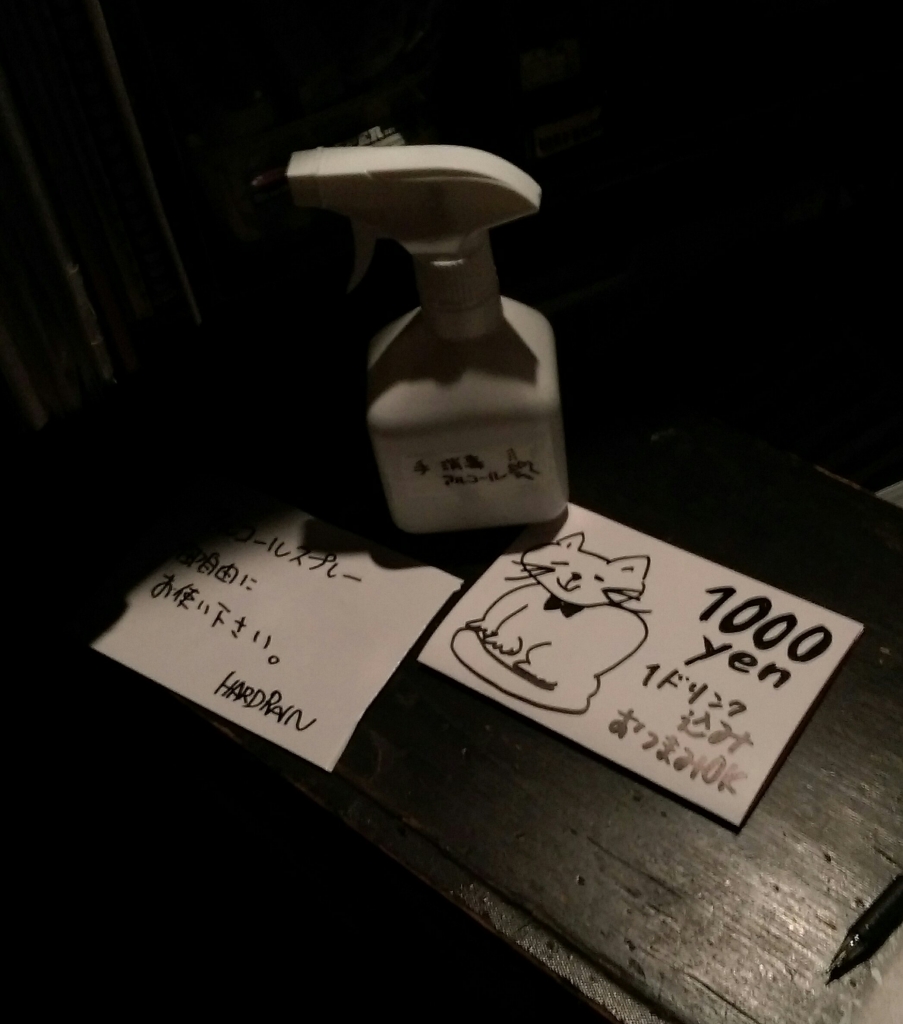 手 消毒
アルコール
コールスプレー
自由に
お使い下さい。
HARDRAIN
1000
yen
1ドリンク
込み
おつまみOK